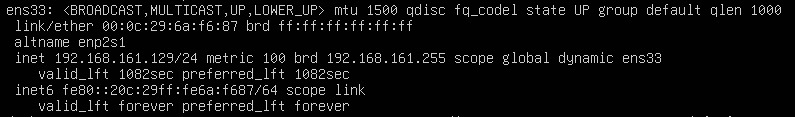 ens33: <BROADCAST,MULTICAST,UP,LOWER_UP> mtu 1500 qdisc fq_codel state UP group default qlen 1000
link/ether 00:0c:29:6a:f6:87 brd ff:ff:ff:ff:ff:ff
altname enp2s1
inet 192.168.161.129/24 metric 100 brd 192.168.161.255 scope global dynamic ens33
valid_lft 1082sec preferred_lft 1082sec
inet6 fe80::20c:29ff:fe6a:f687/64 scope link
valid_lft forever preferred_lft forever